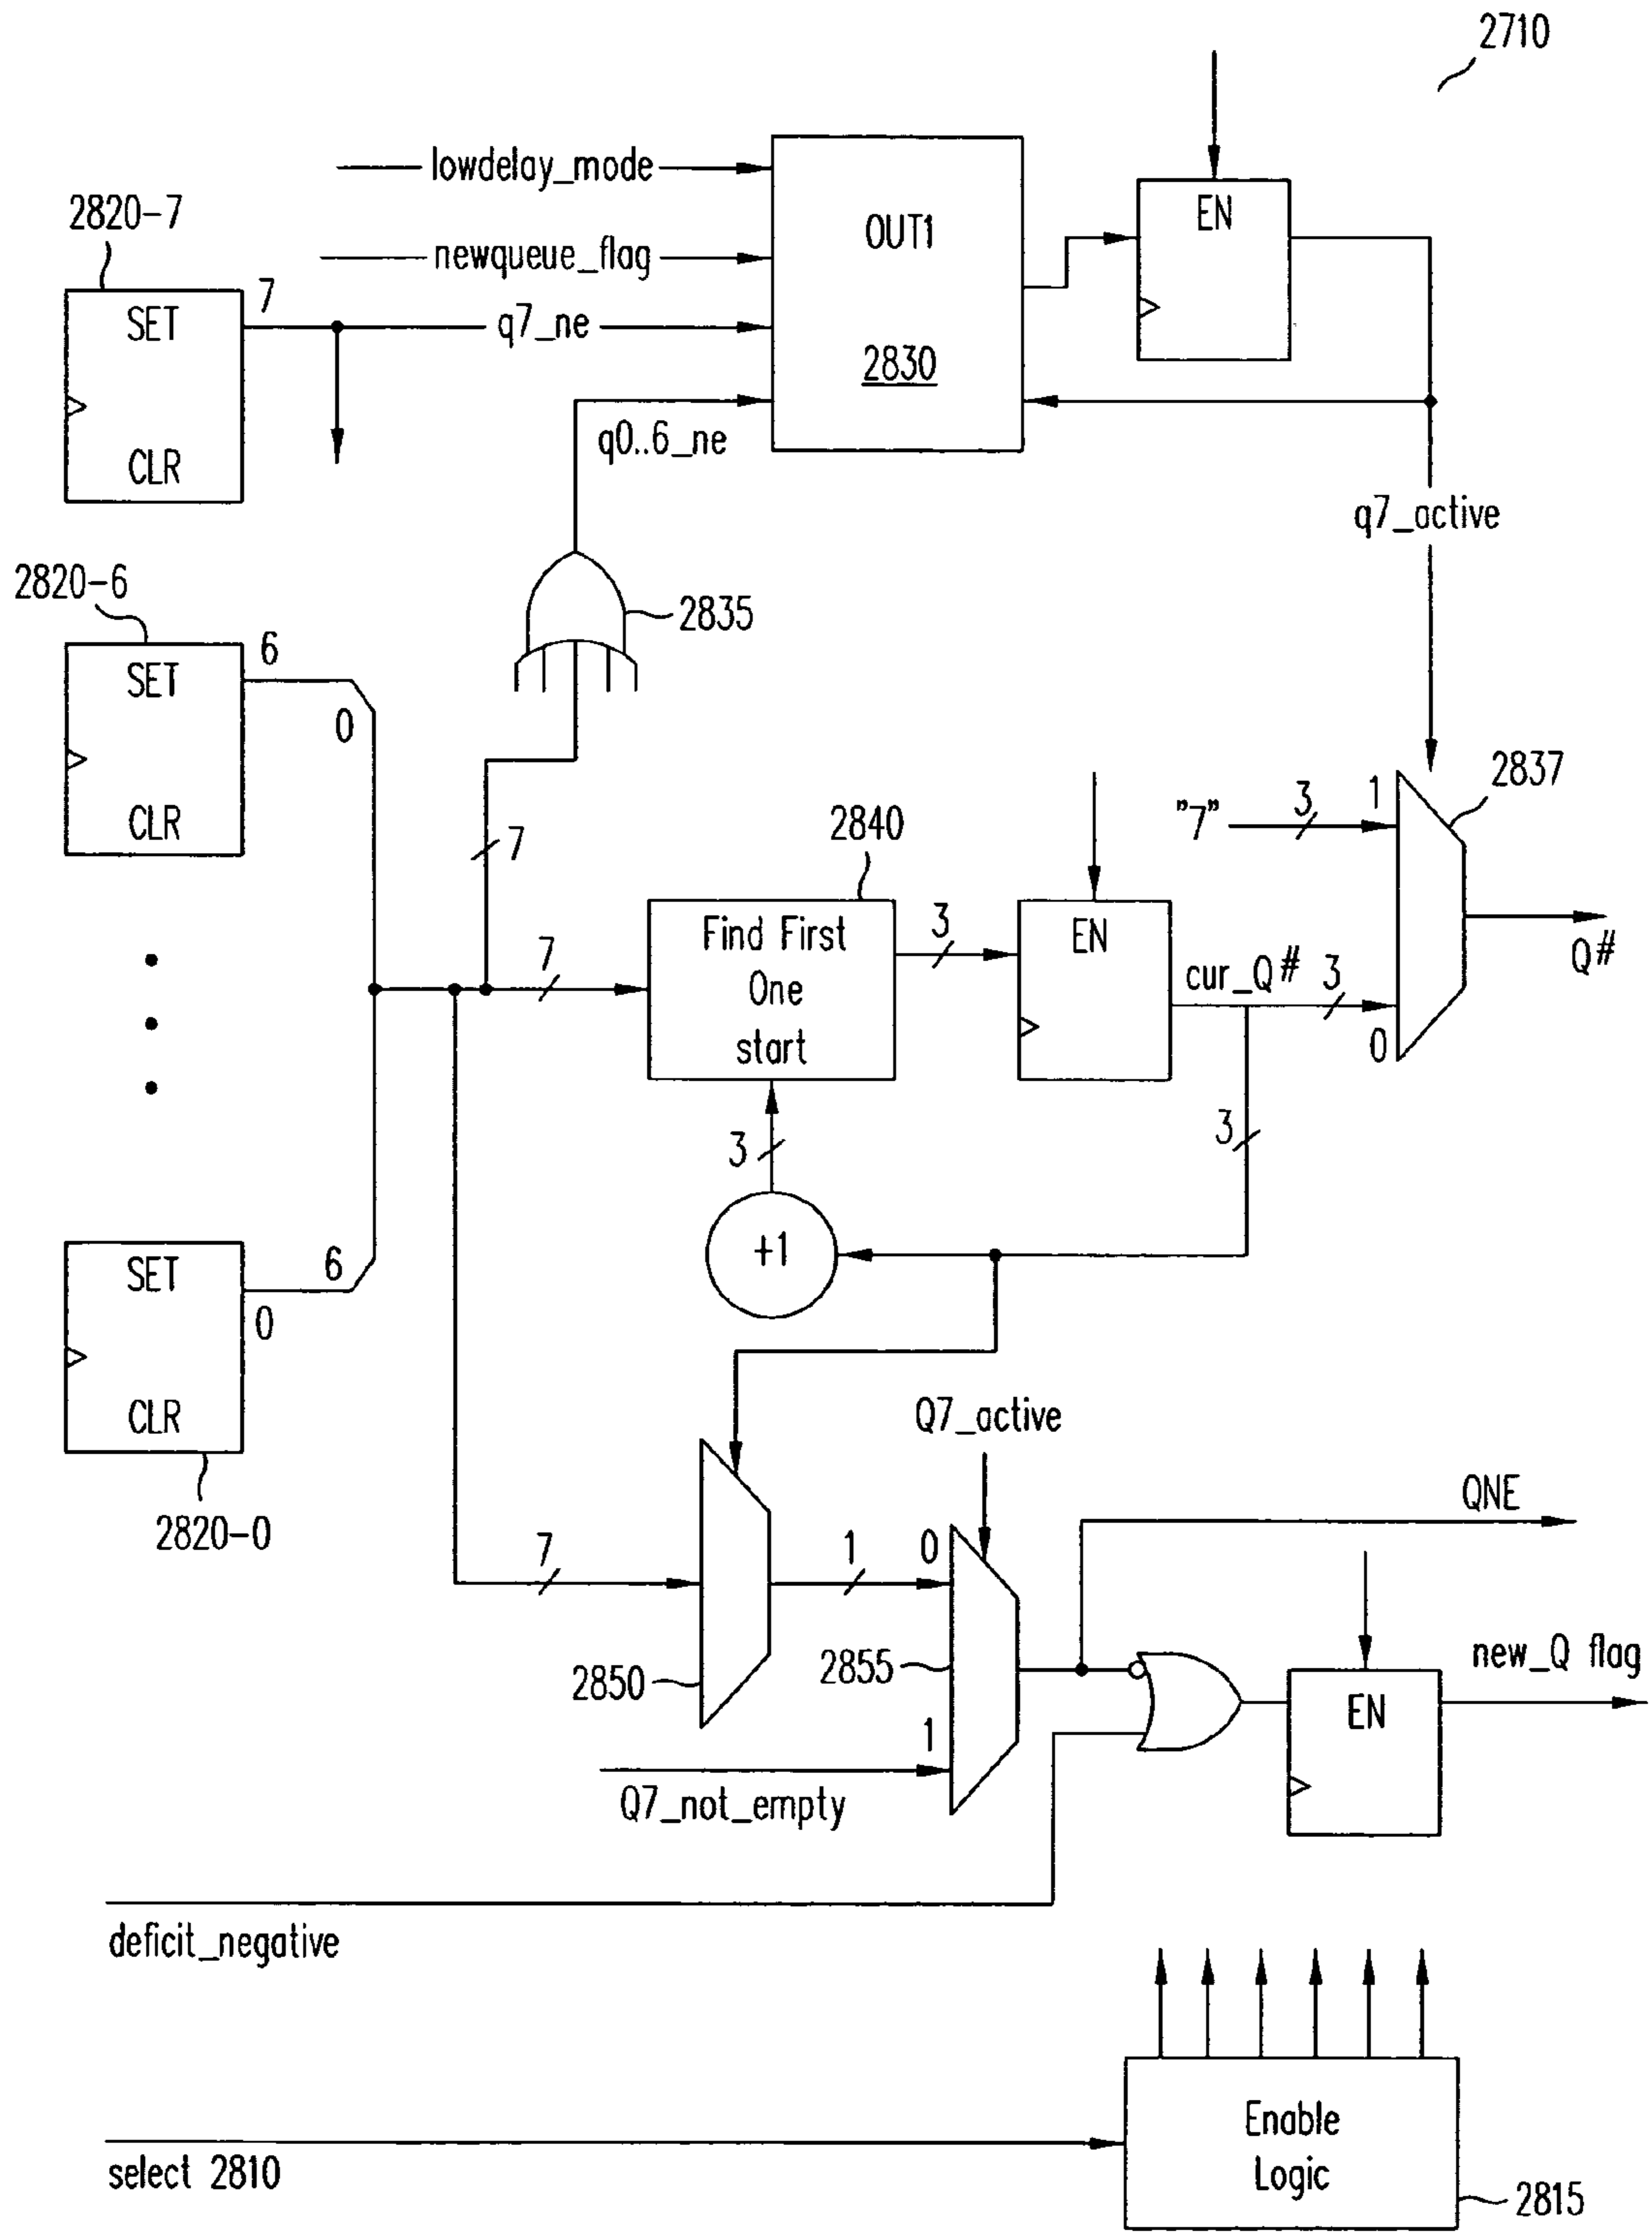 2710
lowdelay_mode
newqueue_flag
q7_ne
q0..6_ne
OUT1
2830
EN
2820-7
7
SET
CLR
q7_active
2820-6
6
0
SET
CLR
2835
7
2840
Find First
One
start
7
3
EN
cur_Q#
3
"7"
3
1
0
2837
Q#
3
3
+1
SET
CLR
6
0
2820-0
Q7_active
7
1
0
1
2850
2855
Q7_not_empty
QNE
EN
new_Q flag
deficit_negative
select 2810
Enable
Logic
2815